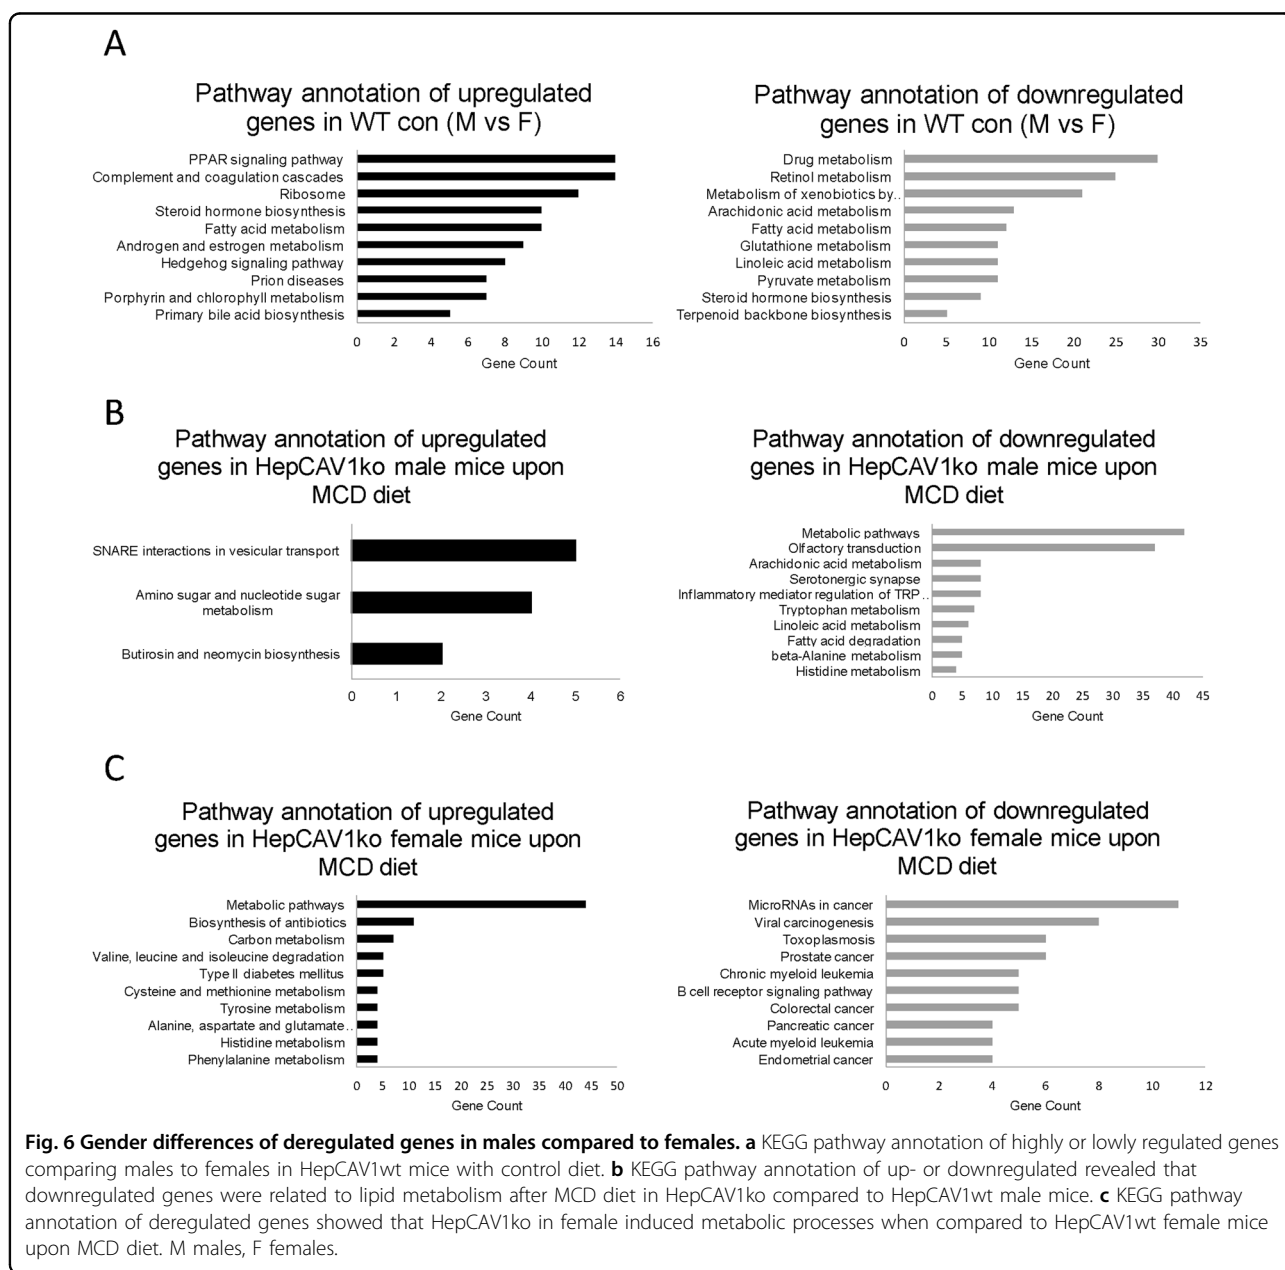 A
Pathway annotation of upregulated
genes in WT con (M vs F)
PPAR signaling pathway
Complement and coagulation cascades
Ribosome
Steroid hormone biosynthesis
Fatty acid metabolism
Androgen and estrogen metabolism
Hedgehog signaling pathway
Prion diseases
Porphyrin and chlorophyll metabolism
Primary bile acid biosynthesis
0 2 4 6 8 10 12 14 16
Gene Count
Pathway annotation of downregulated
genes in WT con (M vs F)
Drug metabolism
Retinol metabolism
Metabolism of xenobiotics by..
Arachidonic acid metabolism
Fatty acid metabolism
Glutathione metabolism
Linoleic acid metabolism
Pyruvate metabolism
Steroid hormone biosynthesis
Terpenoid backbone biosynthesis
0 5 10 15 20 25 30 35
Gene Count
B
Pathway annotation of upregulated
genes in HepCAV1ko male mice upon
MCD diet
SNARE interactions in vesicular transport
Amino sugar and nucleotide sugar
metabolism
Butirosin and neomycin biosynthesis
0 1 2 3 4 5 6
Gene Count
Pathway annotation of downregulated
genes in HepCAV1ko male mice upon
MCD diet
Metabolic pathways
Olfactory transduction
Arachidonic acid metabolism
Serotonergic synapse
Inflammatory mediator regulation of TRP..
Tryptophan metabolism
Linoleic acid metabolism
Fatty acid degradation
beta-Alanine metabolism
Histidine metabolism
0 5 10 15 20 25 30 35 40 45
Gene Count
C
Pathway annotation of upregulated
genes in HepCAV1ko female mice upon
MCD diet
Metabolic pathways
Biosynthesis of antibiotics
Carbon metabolism
Valine, leucine and isoleucine degradation
Type II diabetes mellitus
Cysteine and methionine metabolism
Tyrosine metabolism
Alanine, aspartate and glutamate..
Histidine metabolism
Phenylalanine metabolism
0 5 10 15 20 25 30 35 40 45 50
Gene Count
Pathway annotation of downregulated
genes in HepCAV1ko female mice upon
MCD diet
MicroRNAs in cancer
Viral carcinogenesis
Toxoplasmosis
Prostate cancer
Chronic myeloid leukemia
B cell receptor signaling pathway
Colorectal cancer
Pancreatic cancer
Acute myeloid leukemia
Endometrial cancer
0 2 4 6 8 10 12
Gene Count
Fig. 6 Gender differences of deregulated genes in males compared to females. a KEGG pathway annotation of highly or lowly regulated genes
comparing males to females in HepCAV1wt mice with control diet. b KEGG pathway annotation of up- or downregulated revealed that
downregulated genes were related to lipid metabolism after MCD diet in HepCAV1ko compared to HepCAV1wt male mice. c KEGG pathway
annotation of deregulated genes showed that HepCAV1ko in female induced metabolic processes when compared to HepCAV1wt female mice
upon MCD diet. M males, F females.